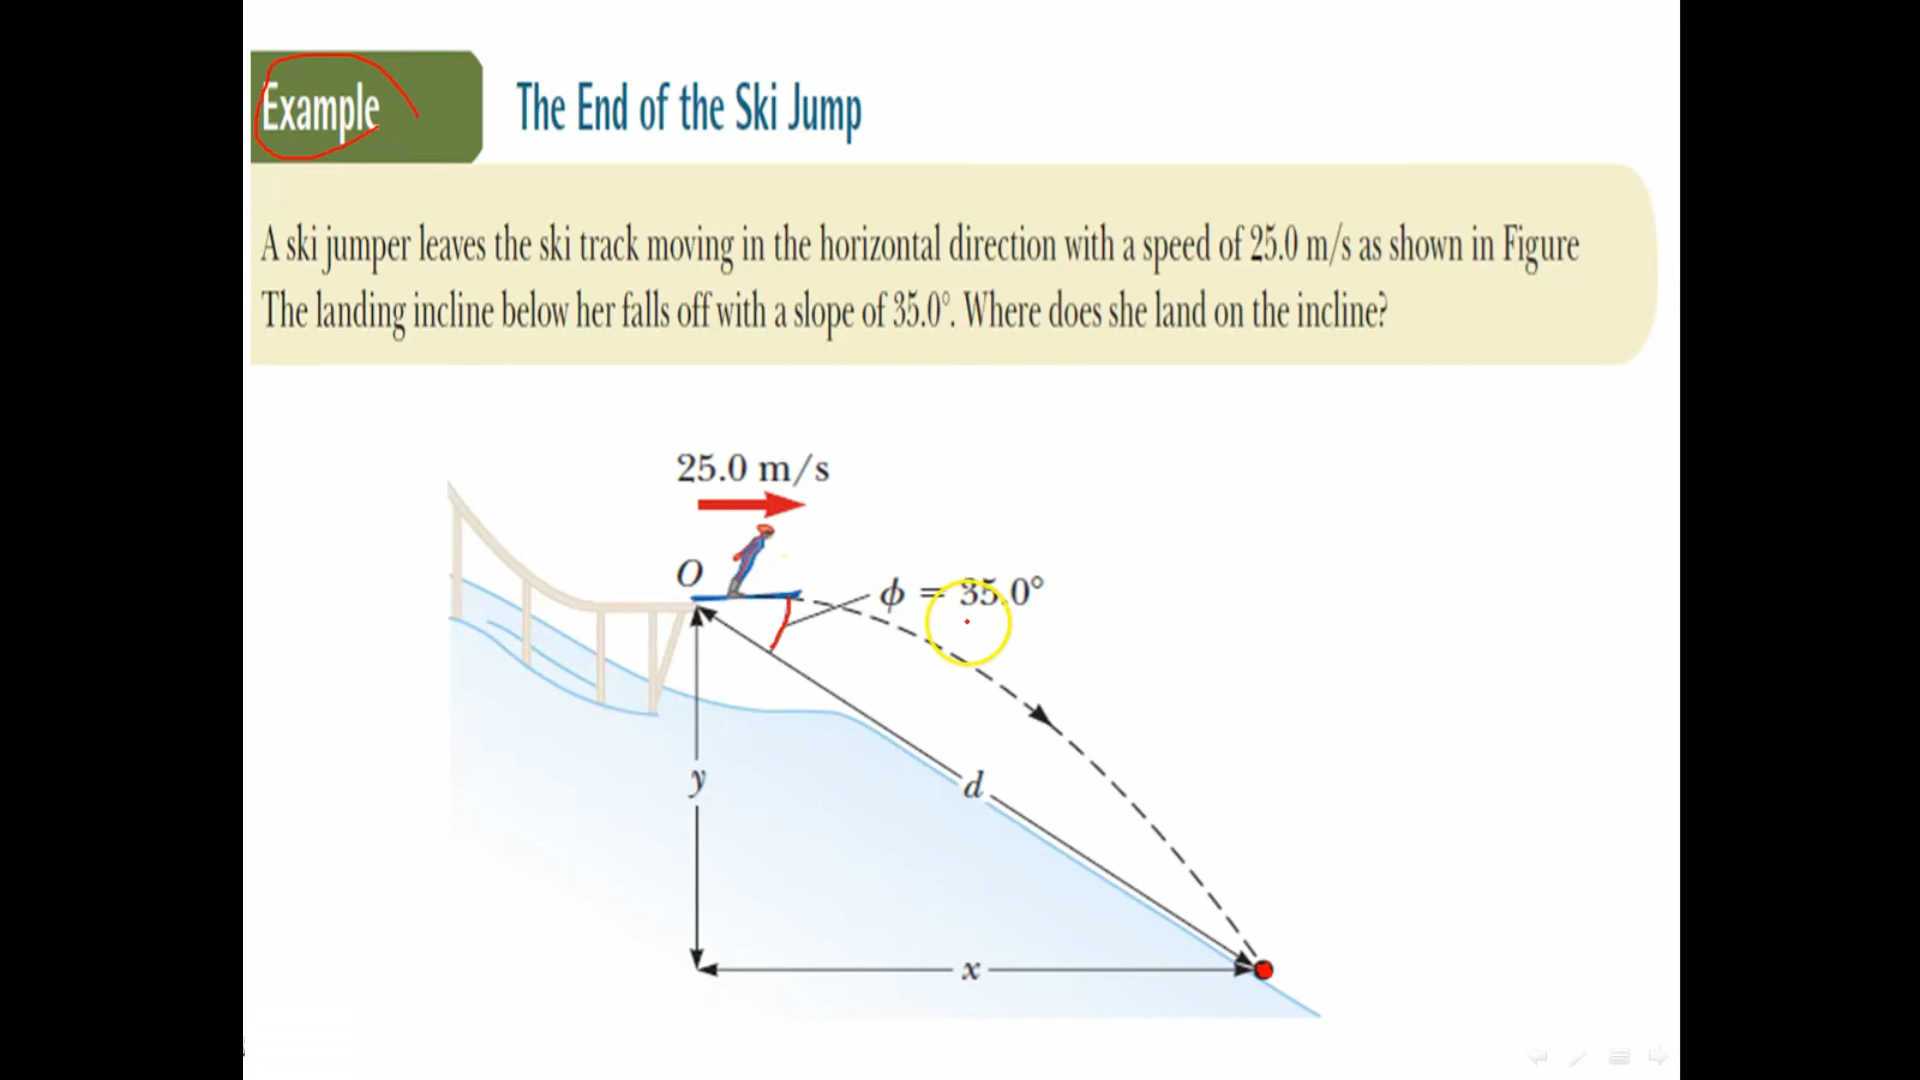 Example
The End of the Ski Jump
A ski jumper leaves the ski track moving in the horizontal direction with a speed of 25.0 m/s as shown in Figure
The landing incline below her falls off with a slope of 35.0°. Where does she land on the incline?
25.0 m/s
O
ϕ = 35.0°
y
d
x